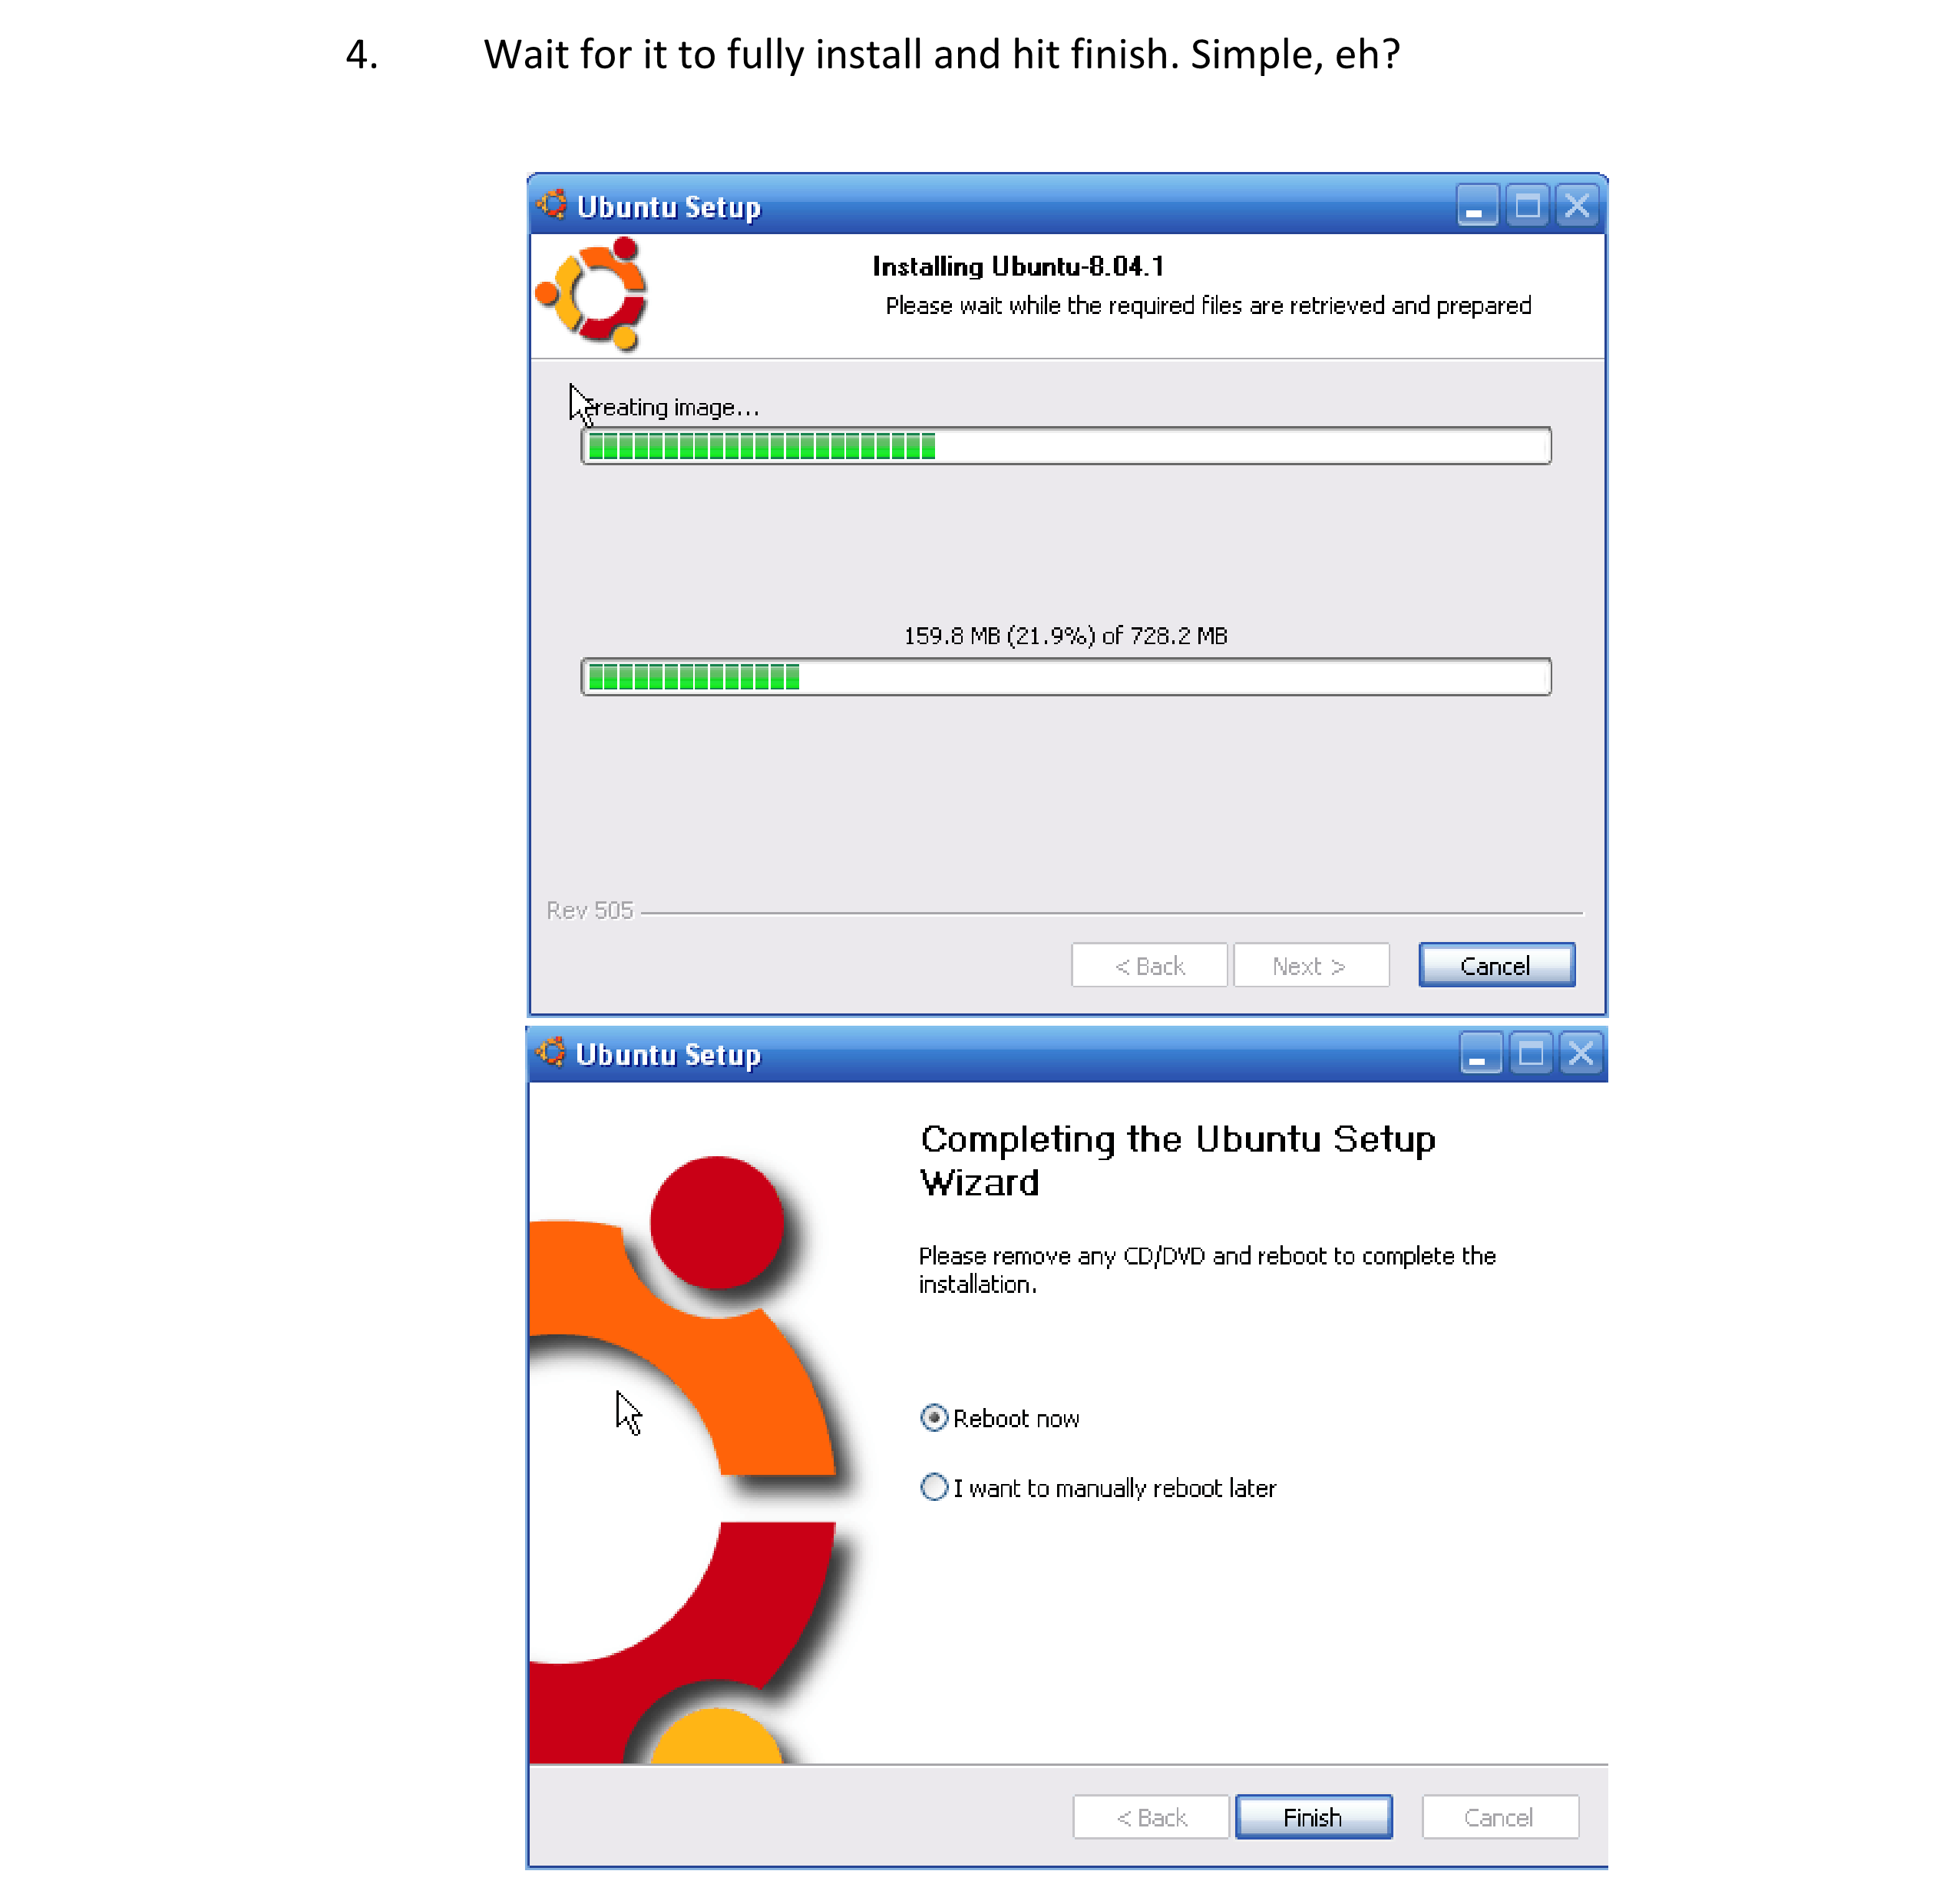 4. Wait for it to fully install and hit finish. Simple, eh?
Ubuntu Setup
Installing Ubuntu-8.04.1
Please wait while the required files are retrieved and prepared
Creating image...
159.8 MB (21.9%) of 728.2 MB
Rev 505
< Back Next > Cancel
Ubuntu Setup
Completing the Ubuntu Setup
Wizard
Please remove any CD/DVD and reboot to complete the
installation.
Reboot now
I want to manually reboot later
< Back Finish Cancel